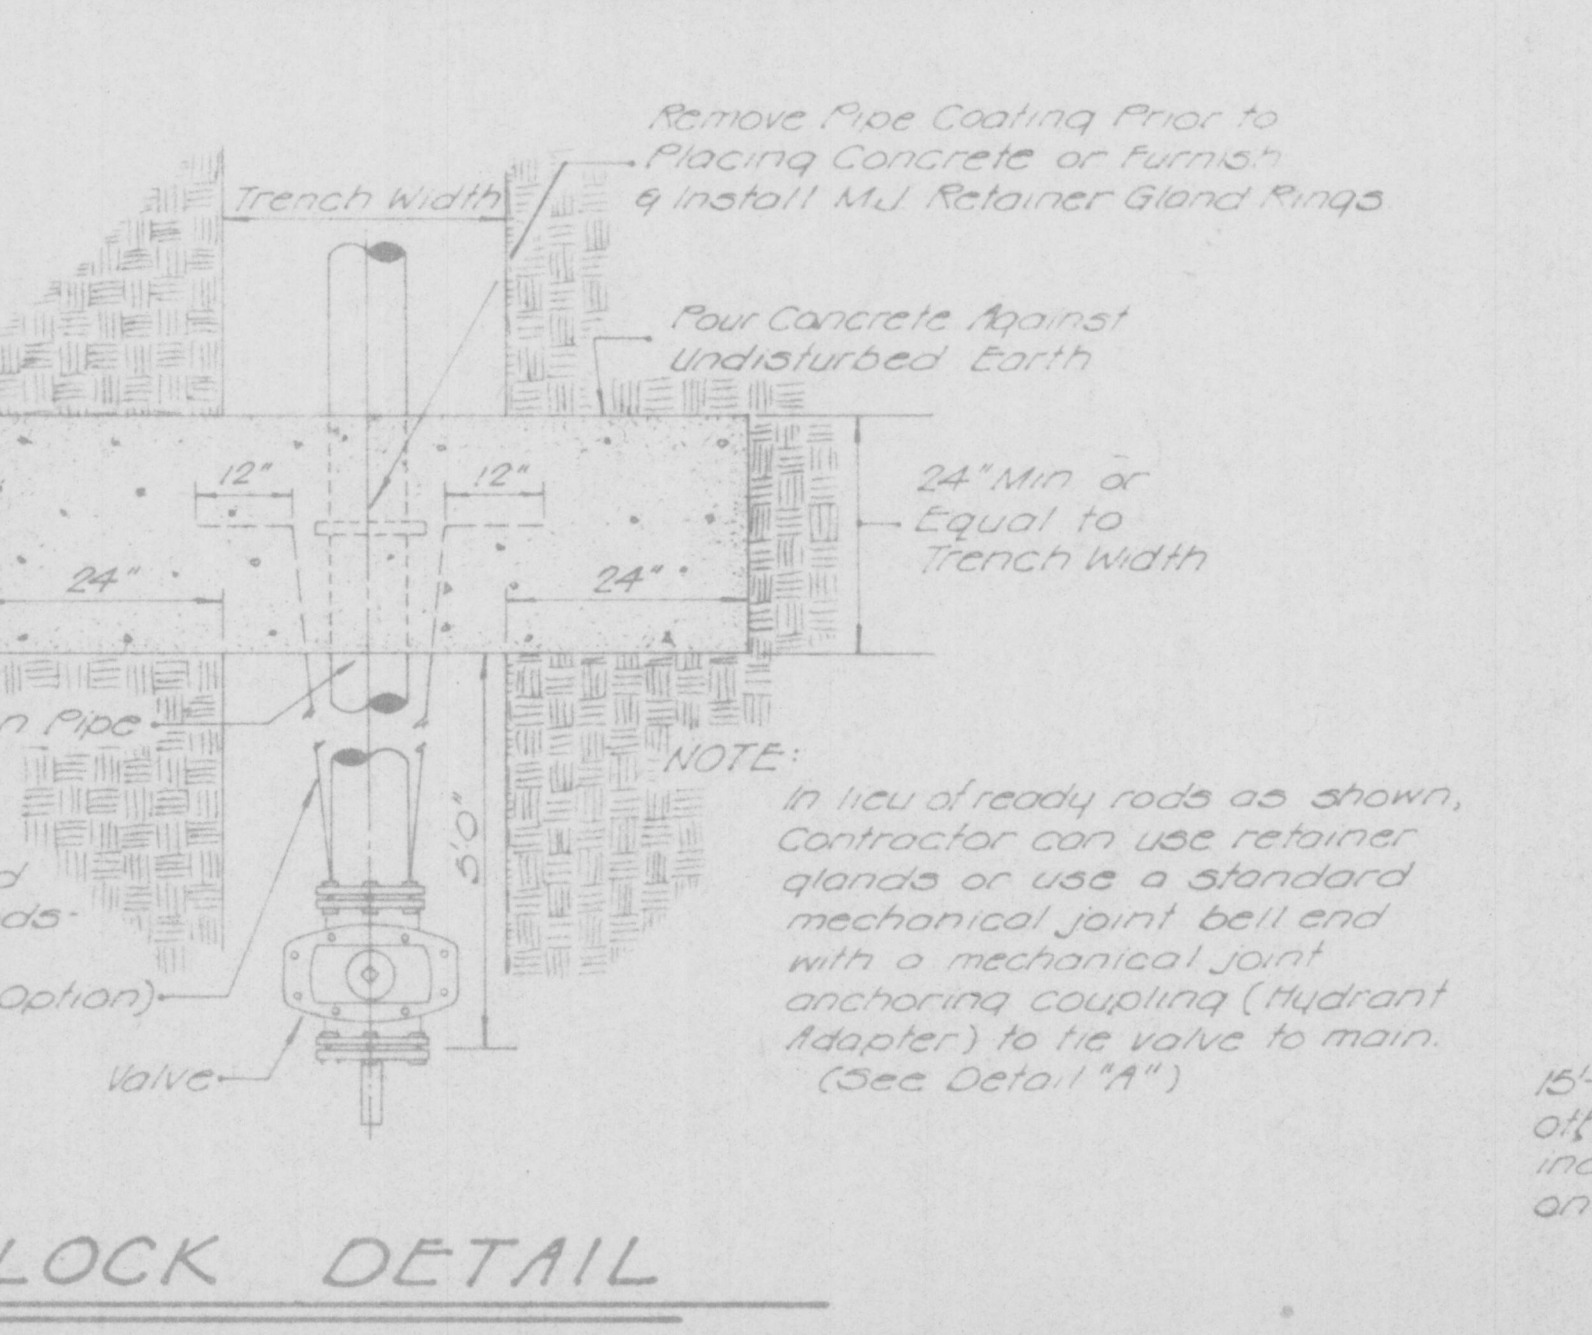 Remove Pipe Coating Prior to
Placing Concrete or Furnish
& Install M.J. Retainer Gland Rings
Trench Width
Pour Concrete Against
Undisturbed Earth
12"
12"
24" Min or
Equal to
Trench Width
24"
24"
Pipe
NOTE:
In lieu of ready rods as shown,
Contractor can use retainer
glands or use a standard
mechanical joint bell end
with a mechanical joint
anchoring coupling (Hydrant
Adapter) to tie valve to main.
(See Detail "A")
5'0"
Option)
Valve
15'-
on
LOCK DETAIL